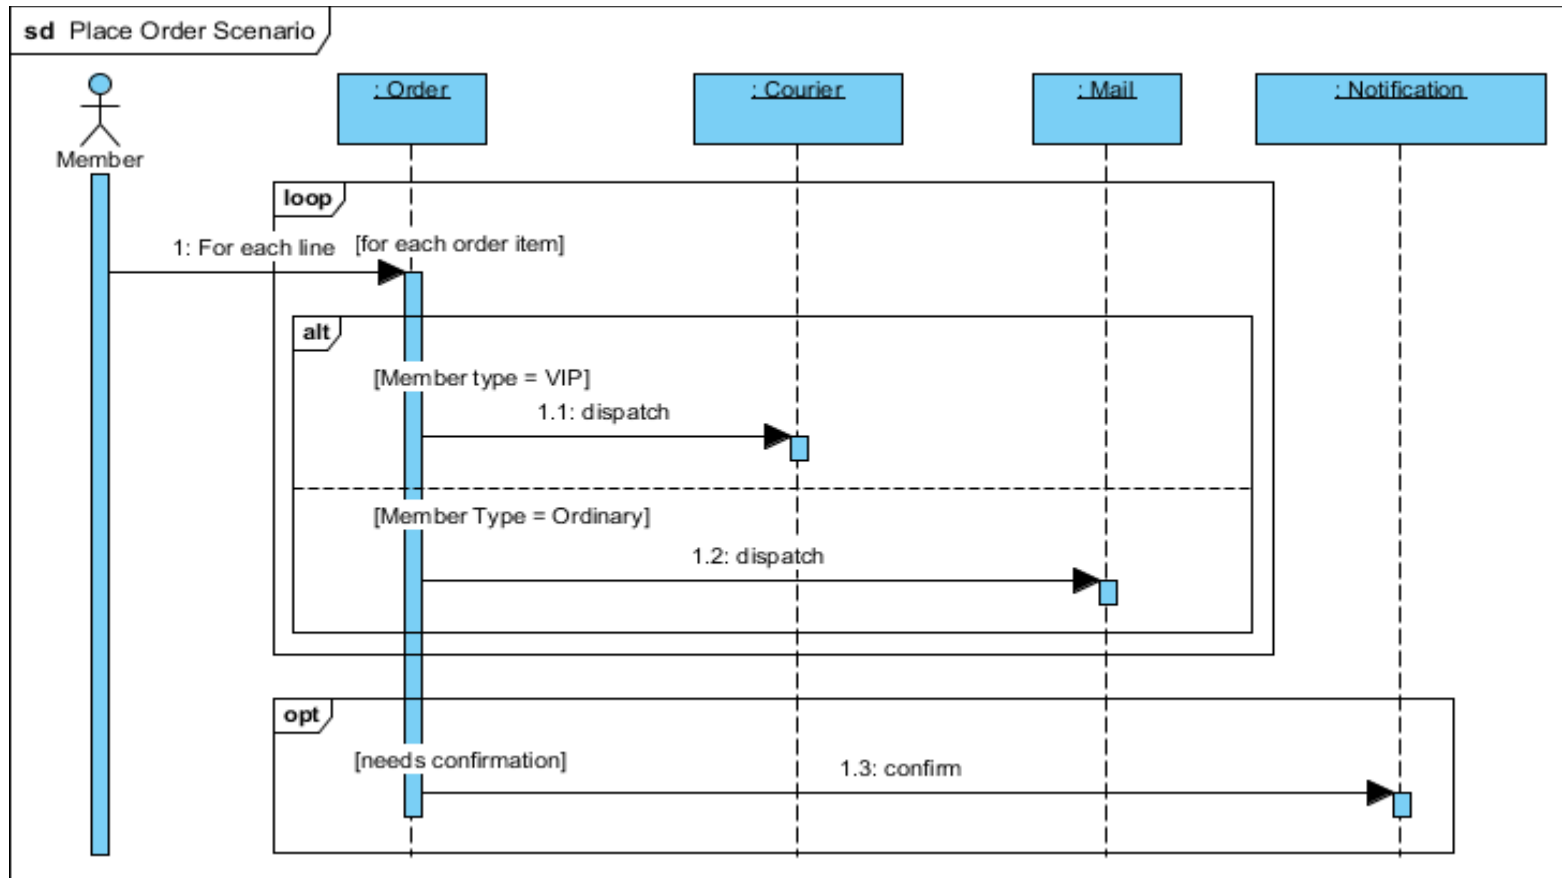 sd Place Order Scenario
Member
: Order
: Courier
: Mail
: Notification
loop
1: For each line
[for each order item]
alt
[Member type = VIP]
1.1: dispatch
[Member Type = Ordinary]
1.2: dispatch
opt
[needs confirmation]
1.3: confirm